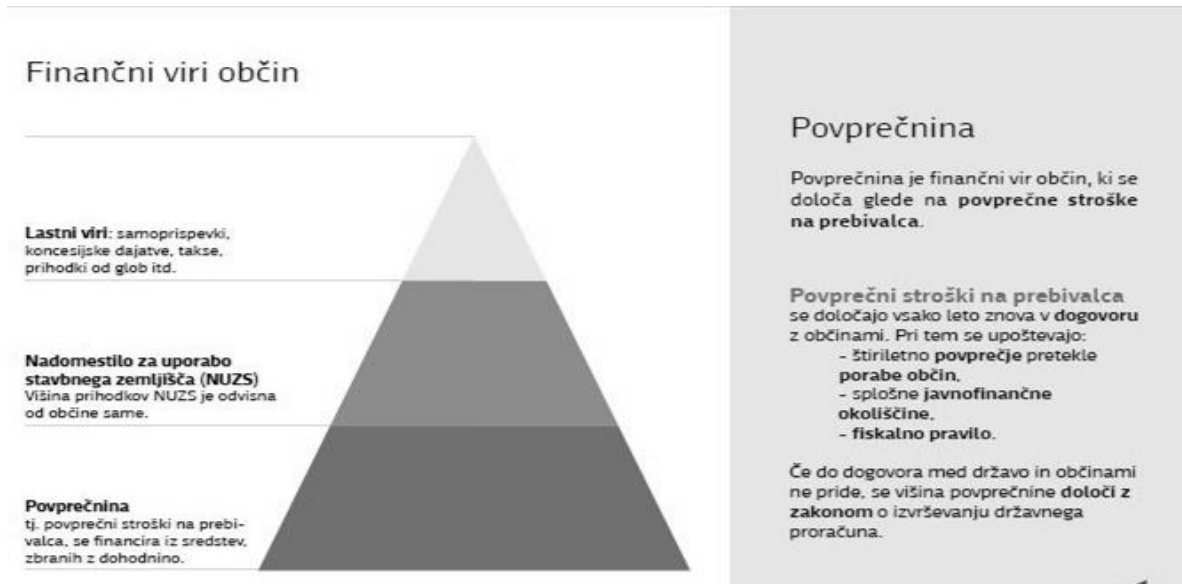 Finančni viri občin
Lastni viri: samoprispevki,
koncesijske dajatve, takse,
prihodki od glob itd.
Nadomestilo za uporabo
stavbnega zemljišča (NUZS)
Višina prihodkov NUZS je odvisna
od občine same.
Povprečnina
tj. povprečni stroški na prebi-
valca, se financira iz sredstev,
zbranih z dohodnino.
Povprečnina
Povprečnina je finančni vir občin, ki se
določa glede na povprečne stroške
na prebivalca.
Povprečni stroški na prebivalca
se določajo vsako leto znova v dogovoru
z občinami. Pri tem se upoštevajo:
- štiriletno povprečje pretekle
porabe občin,
- splošne javnofinančne
okoliščine,
- fiskalno pravilo.
Če do dogovora med državo in občinami
ne pride, se višina povprečnine določi z
zakonom o izvrševanju državnega
proračuna.